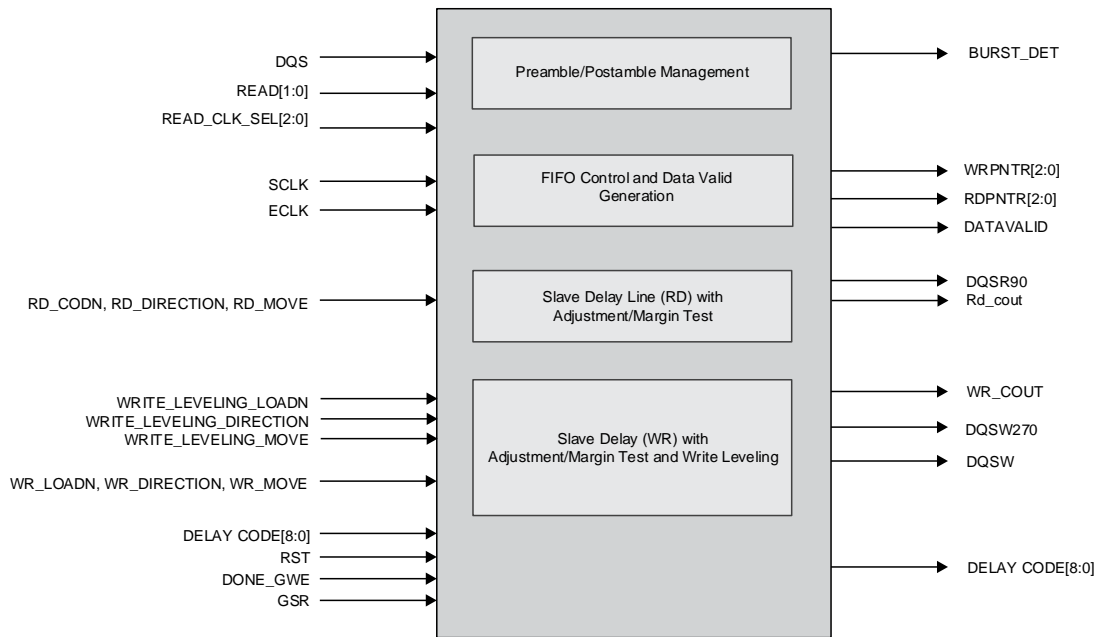 DQS
READ[1:0]
READ_CLK_SEL[2:0]
SCLK
ECLK
RD_CODN, RD_DIRECTION, RD_MOVE
WRITE_LEVELING_LOADN
WRITE_LEVELING_DIRECTION
WRITE_LEVELING_MOVE
WR_LOADN, WR_DIRECTION, WR_MOVE
DELAY CODE[8:0]
RST
DONE_GWE
GSR
Preamble/Postamble Management
FIFO Control and Data Valid
Generation
Slave Delay Line (RD) with
Adjustment/Margin Test
Slave Delay (WR) with
Adjustment/Margin Test and Write Leveling
BURST_DET
WRPNTR[2:0]
RDPNTR[2:0]
DATAVALID
DQSR90
Rd_cout
WR_COUT
DQSW270
DQSW
DELAY CODE[8:0]